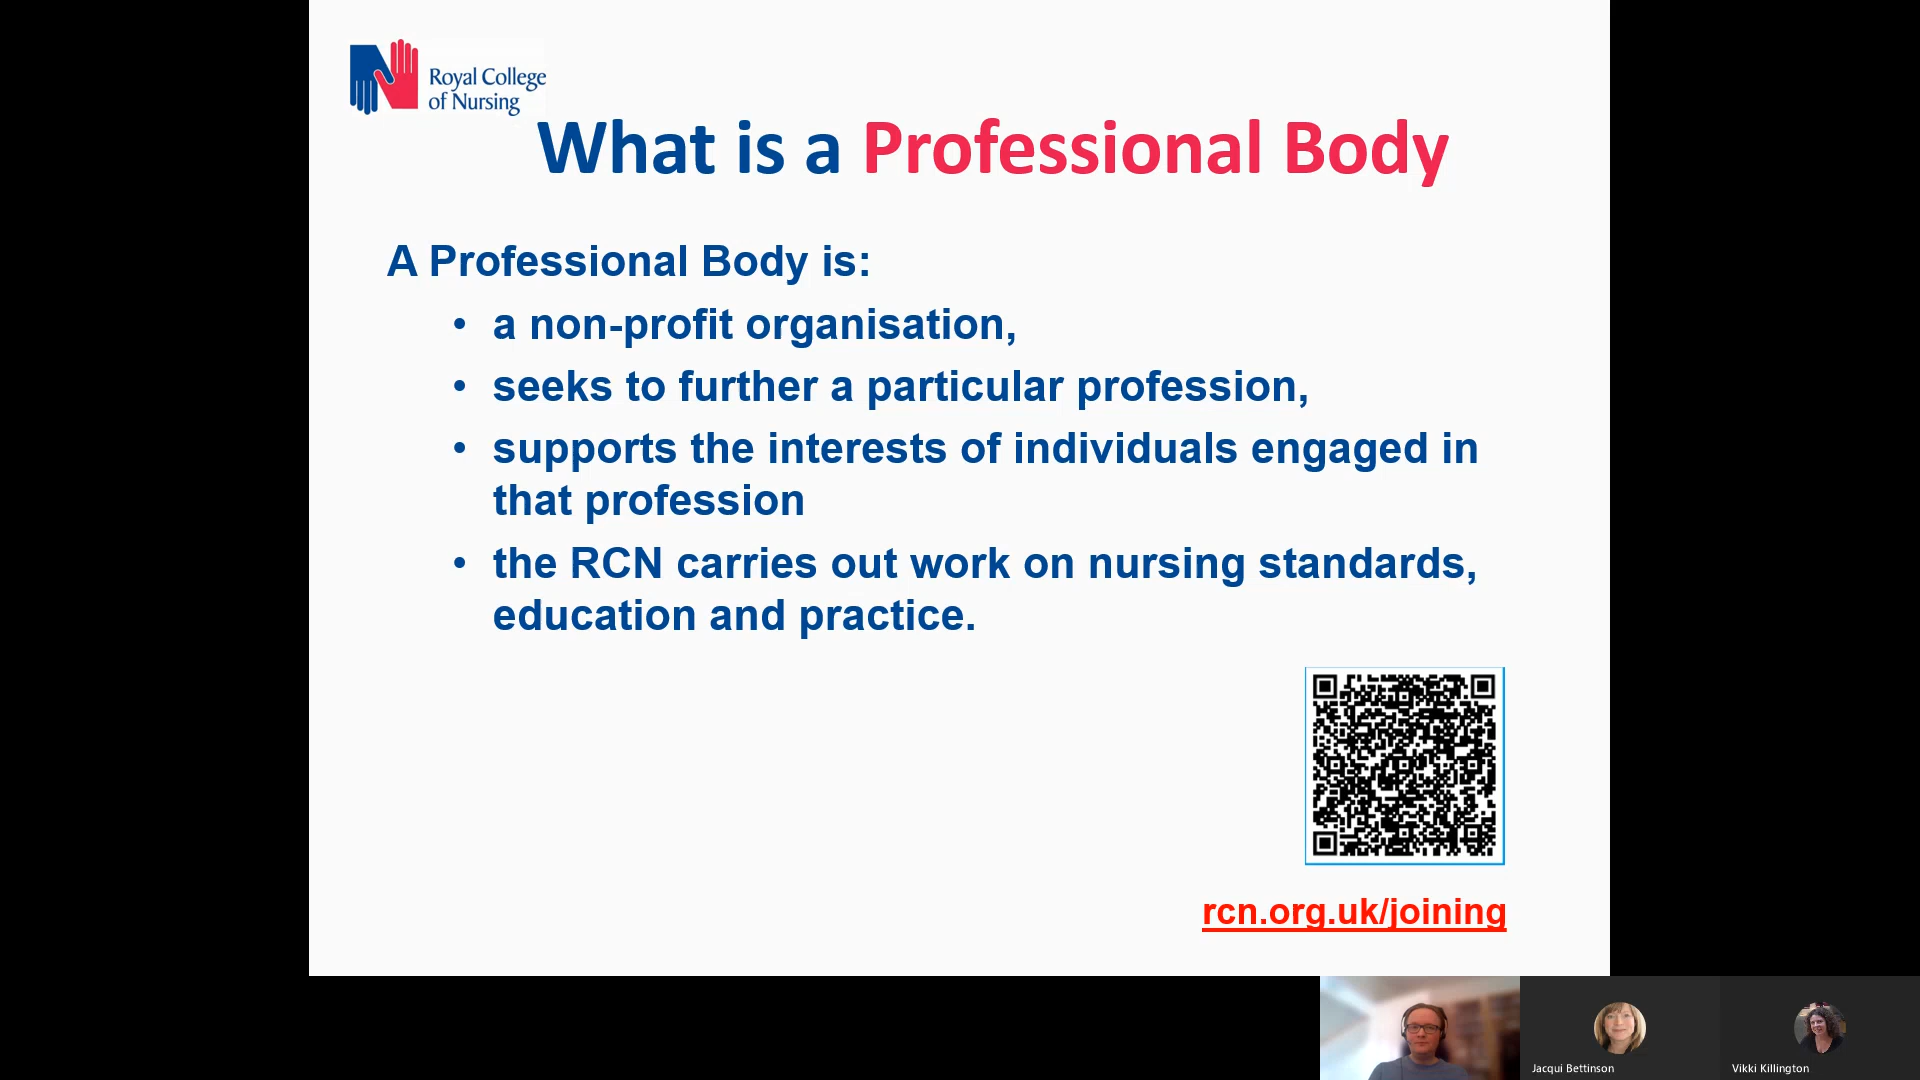 Royal College
of Nursing
What is a Professional Body
A Professional Body is:
• a non-profit organisation,
• seeks to further a particular profession,
• supports the interests of individuals engaged in
that profession
• the RCN carries out work on nursing standards,
education and practice.
rcn.org.uk/joining
Jacqui Bettinson
Vikki Killington